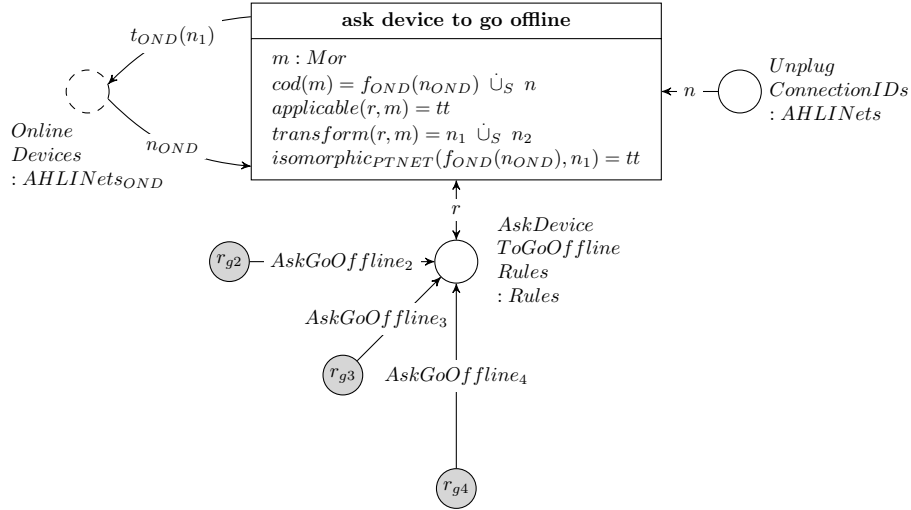 ask device to go offline
t_OND(n_1)
m : Mor
cod(m) = f_OND(n_OND) ∪̇_S n
applicable(r, m) = tt
transform(r, m) = n_1 ∪̇_S n_2
isomorphic_PTNET(f_OND(n_OND), n_1) = tt
n
Unplug
ConnectionIDs
: AHLINets
Online
Devices
: AHLINets_OND
n_OND
r
AskDevice
ToGoOffline
Rules
: Rules
r_g2
AskGoOffline_2
AskGoOffline_3
r_g3
AskGoOffline_4
r_g4